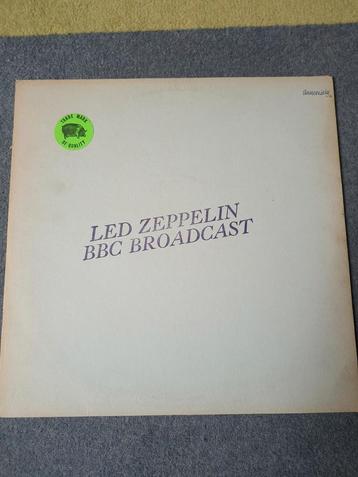 TRADE MARK
OF QUALITY
LED ZEPPELIN
BBC BROADCAST